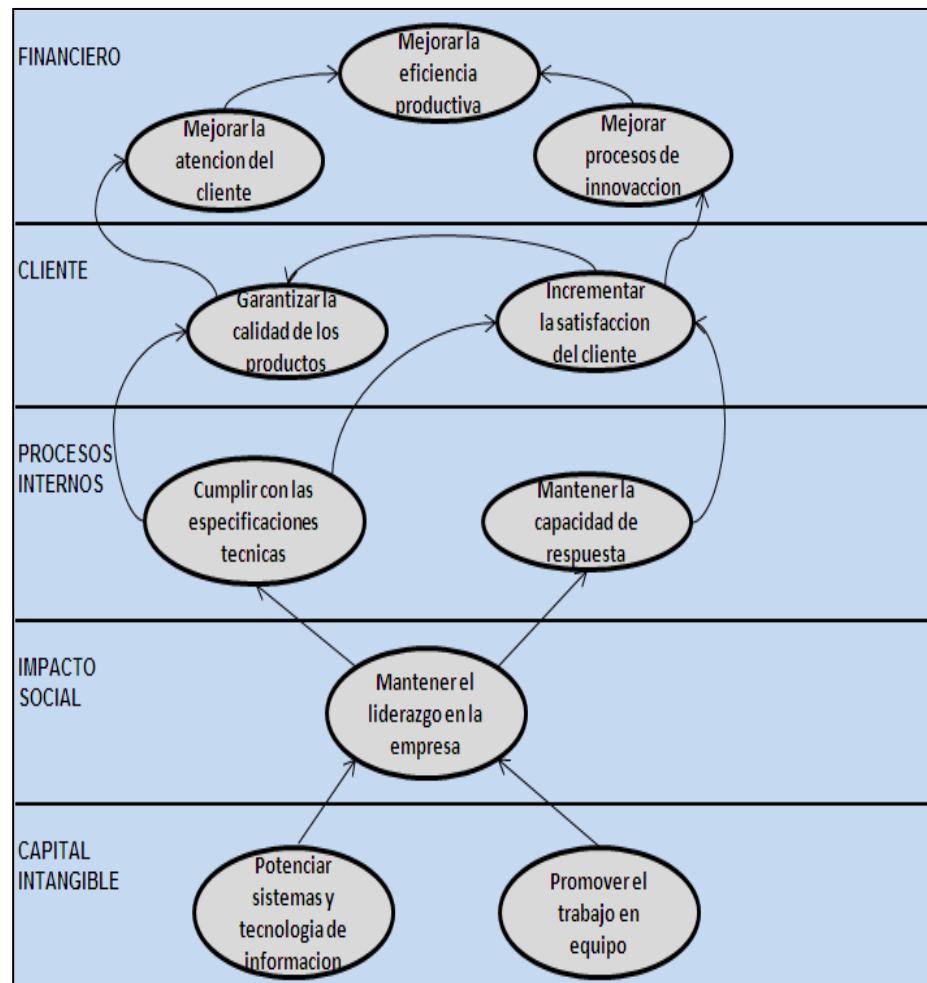 FINANCIERO
Mejorar la
eficiencia
productiva
Mejorar la
atencion del
cliente
Mejorar
procesos de
innovaccion
CLIENTE
Garantizar la
calidad de los
productos
Incrementar
la satisfaccion
del cliente
PROCESOS
INTERNOS
Cumplir con las
especificaciones
tecnicas
Mantener la
capacidad de
respuesta
IMPACTO
SOCIAL
Mantener el
liderazgo en la
empresa
CAPITAL
INTANGIBLE
Potenciar
sistemas y
tecnologia de
informacion
Promover el
trabajo en
equipo